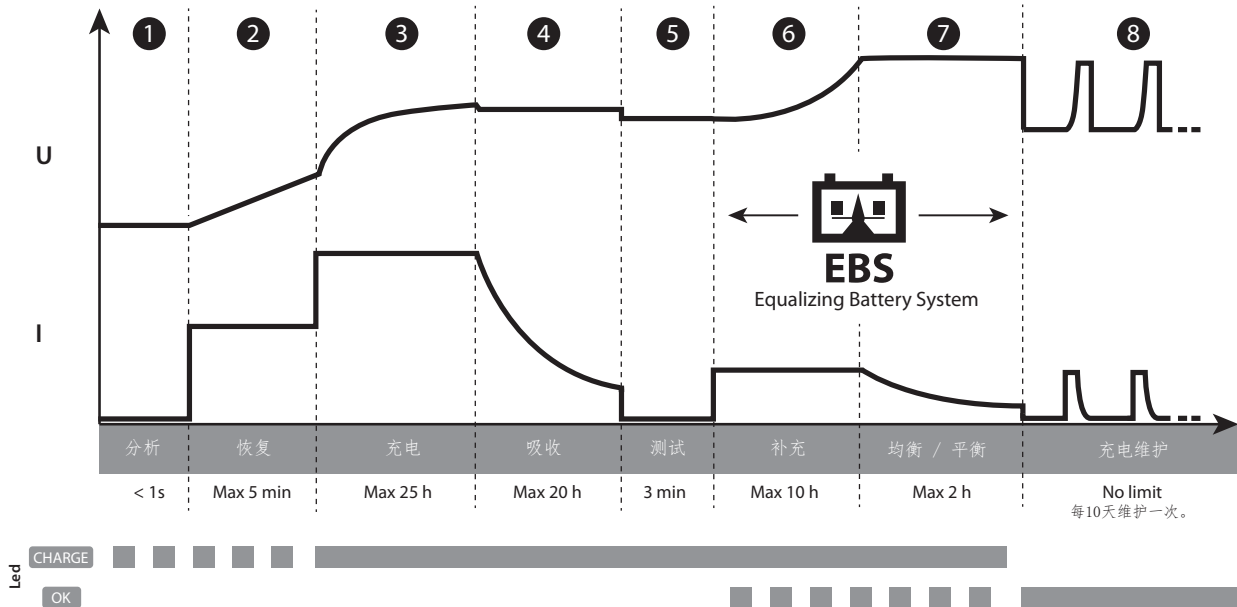 1 2 3 4 5 6 7 8
U
EBS
Equalizing Battery System
I
分析 恢复 充电 吸收 测试 补充 均衡 / 平衡 充电维护
< 1s Max 5 min Max 25 h Max 20 h 3 min Max 10 h Max 2 h No limit
每10天维护一次。
Led
CHARGE
OK